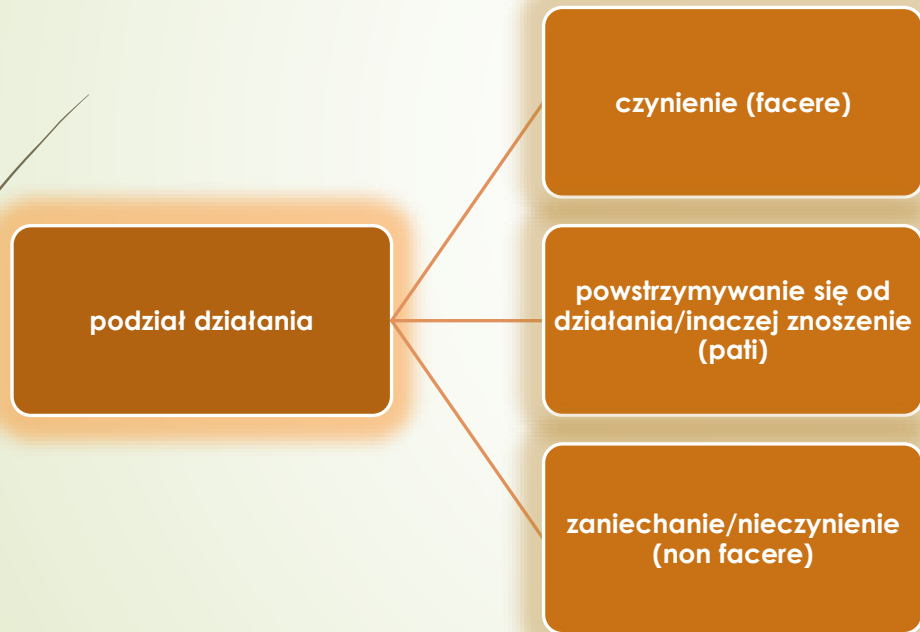 podział działania
czynienie (facere)
powstrzymywanie się od
działania/inaczej znoszenie
(pati)
zaniechanie/nieczynienie
(non facere)